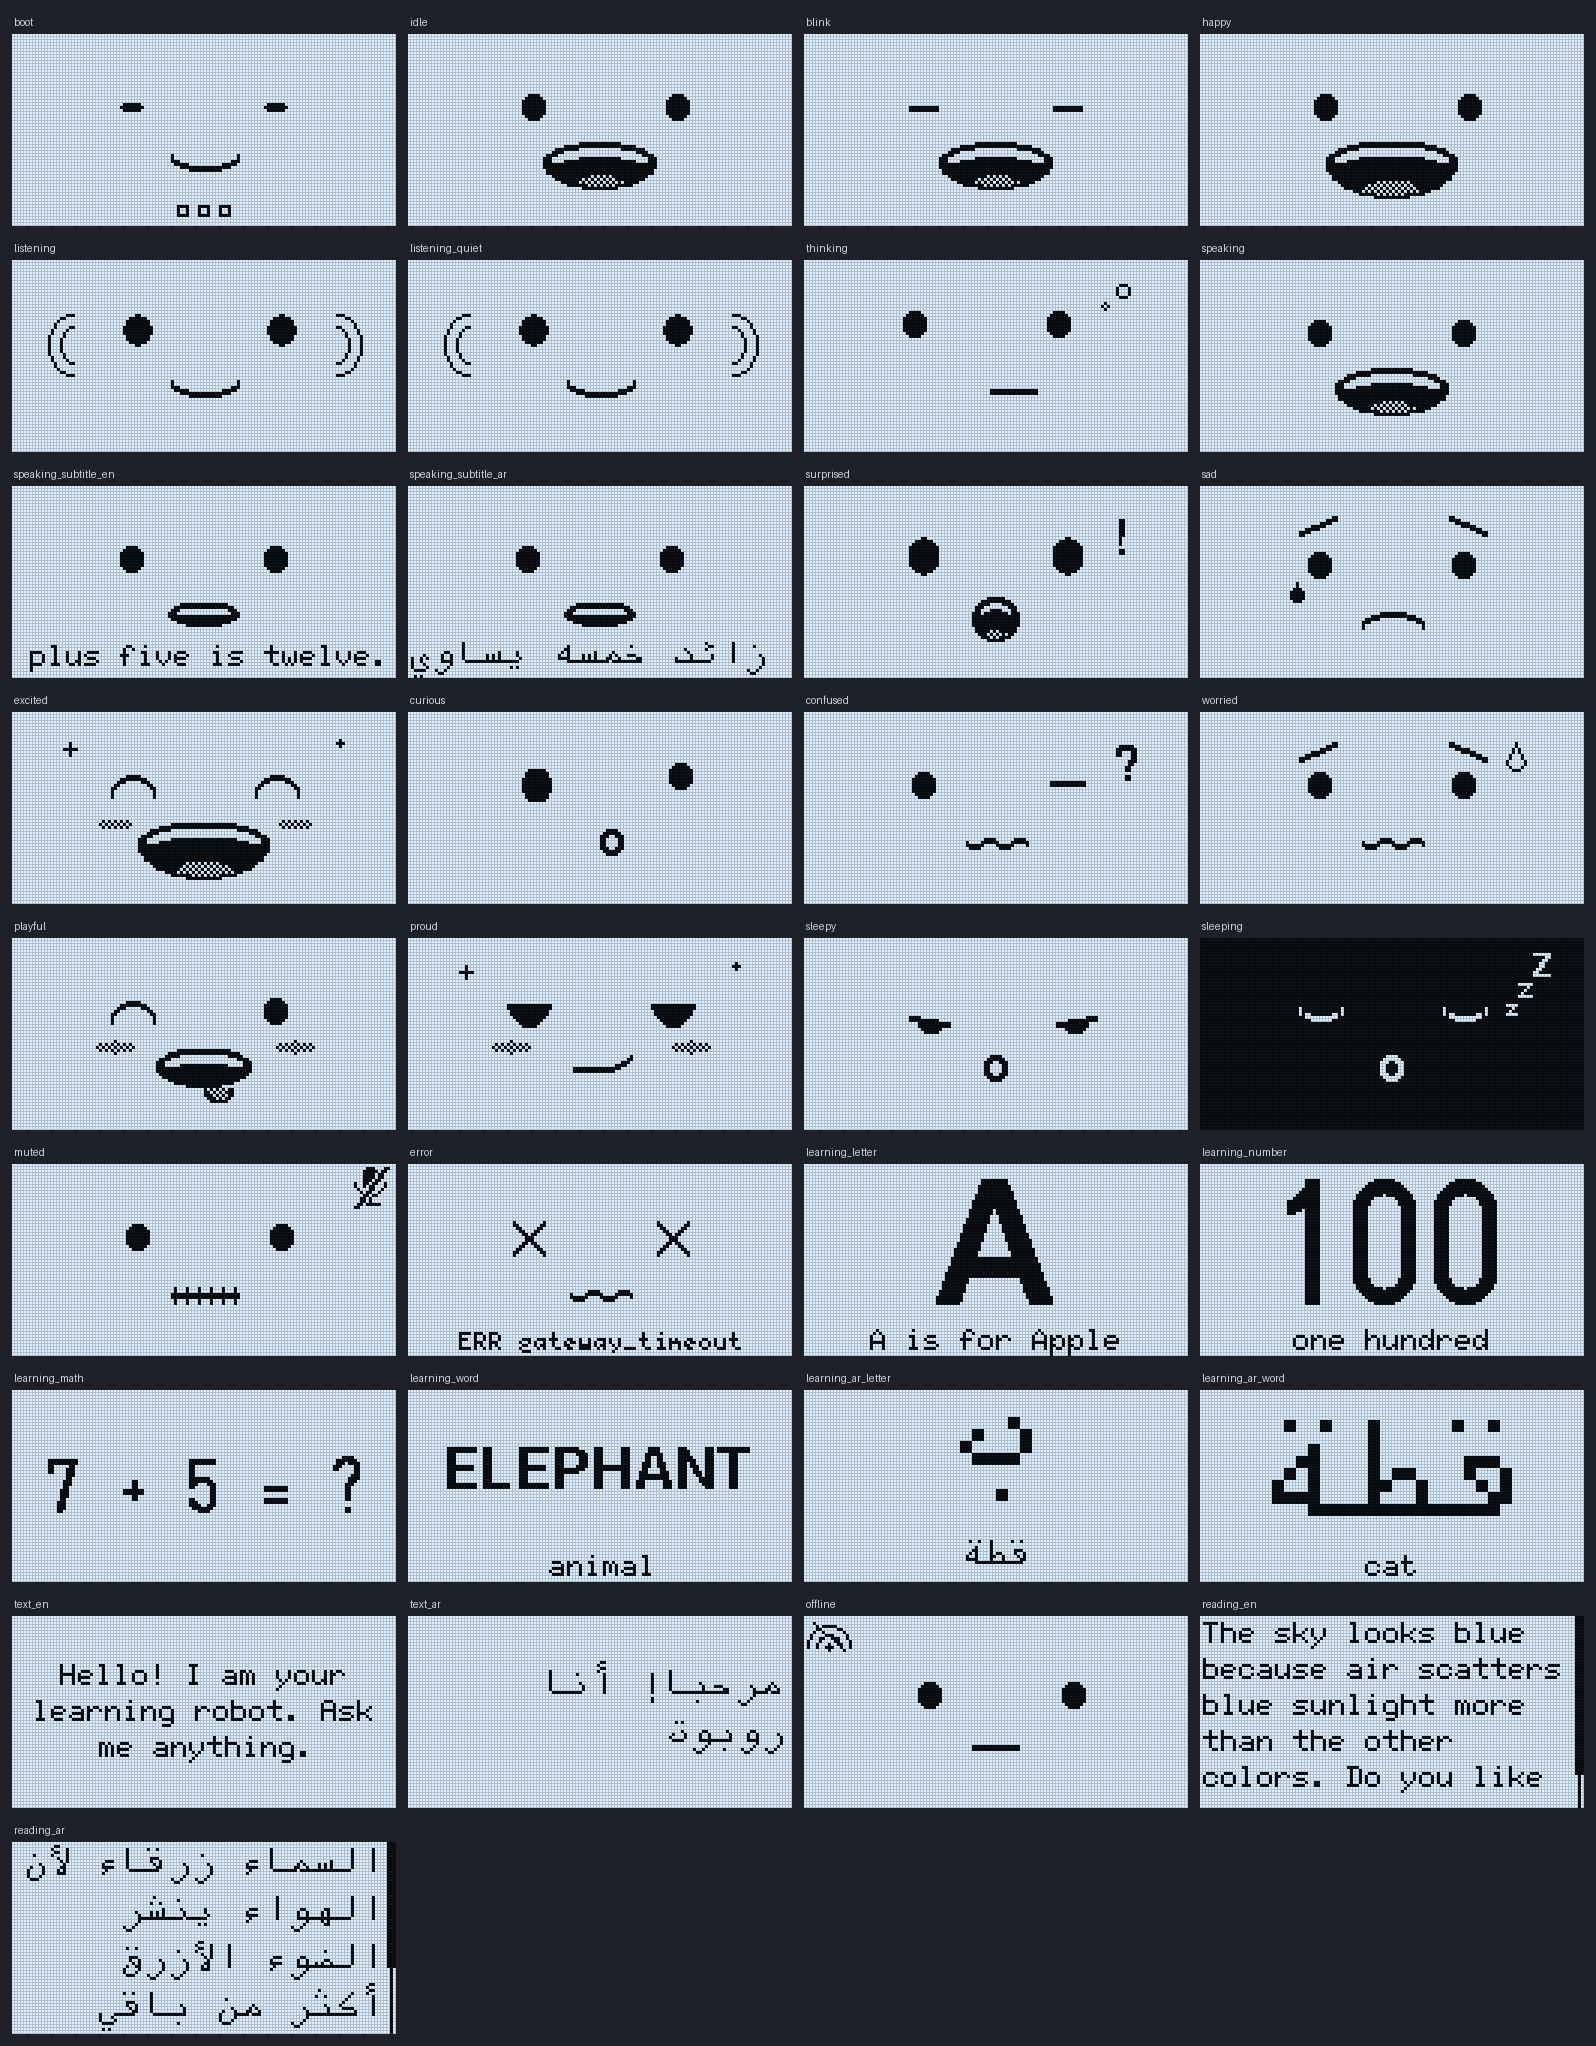 boot
idle
blink
happy
listening
listening_quiet
thinking
speaking
speaking_subtitle_en
speaking_subtitle_ar
surprised
sad
plus five is twelve.
زائد خمسة يساوي
!
excited
curious
confused
worried
?
playful
proud
sleepy
sleeping
Z
z
z
muted
error
learning_letter
learning_number
ERR gateway_timeout
A
A is for Apple
100
one hundred
learning_math
learning_word
learning_ar_letter
learning_ar_word
7 + 5 = ?
ELEPHANT
animal
ن
قطة
قطة
cat
text_en
text_ar
offline
reading_en
Hello! I am your
learning robot. Ask
me anything.
مرحبا! أنا
روبوت
The sky looks blue
because air scatters
blue sunlight more
than the other
colors. Do you like
reading_ar
السماء زرقاء لأن
الهواء ينشر
الضوء الأزرق
أكثر من باقي